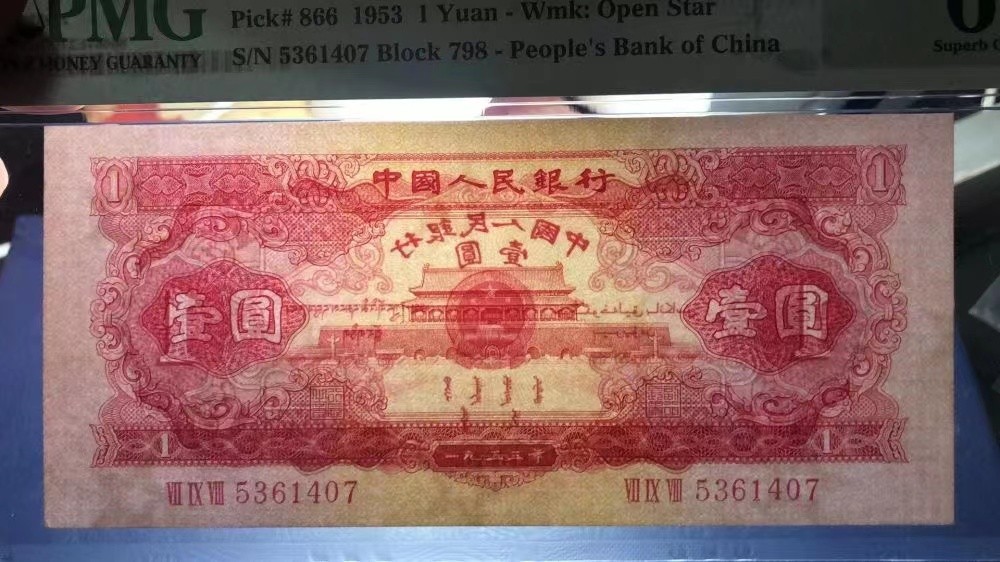 PMG
Pick# 866 1953 1 Yuan - Wmk: Open Star
MONEY GUARANTY
S/N 5361407 Block 798 - People's Bank of China
Superb
1
中國人民銀行
1
中國人民銀行
壹圓
壹圓
壹圓
1
1
一九五三年
VII IX VIII 5361407
VII IX VIII 5361407